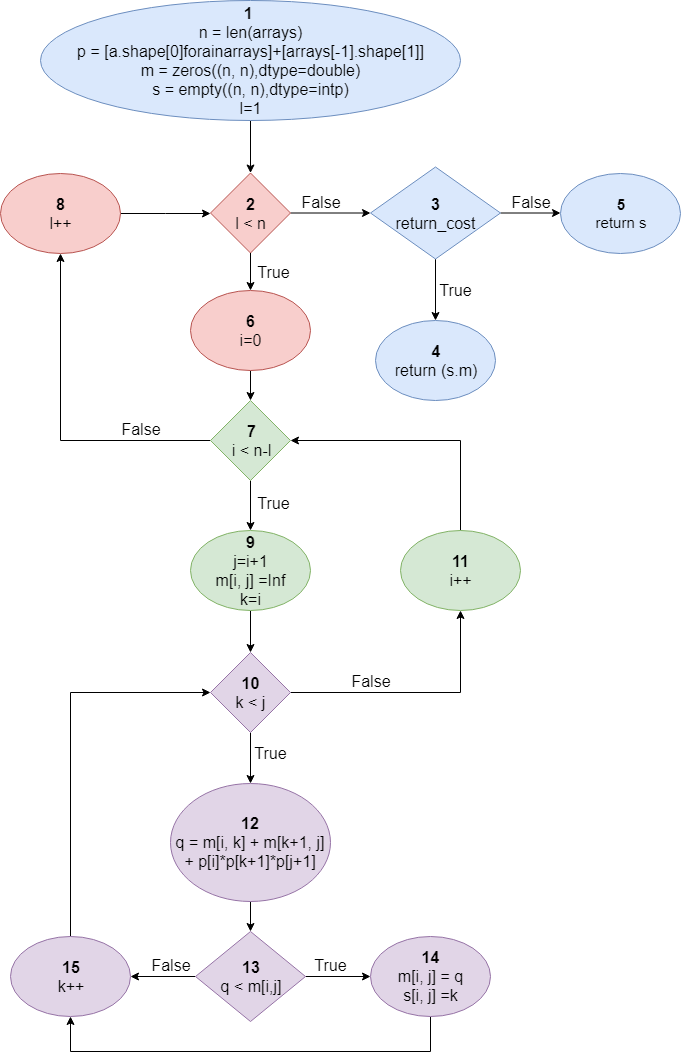 1
n = len(arrays)
p = [a.shape[0]forainarrays]+[arrays[-1].shape[1]]
m = zeros((n, n),dtype=double)
s = empty((n, n),dtype=intp)
l=1
8
l++
2
l < n
False
3
return_cost
False
5
return s
True
True
6
i=0
4
return (s.m)
False
7
i < n-l
True
9
j=i+1
m[i, j] =Inf
k=i
11
i++
10
k < j
False
True
12
q = m[i, k] + m[k+1, j]
+ p[i]*p[k+1]*p[j+1]
15
k++
False
13
q < m[i,j]
True
14
m[i, j] = q
s[i, j] =k